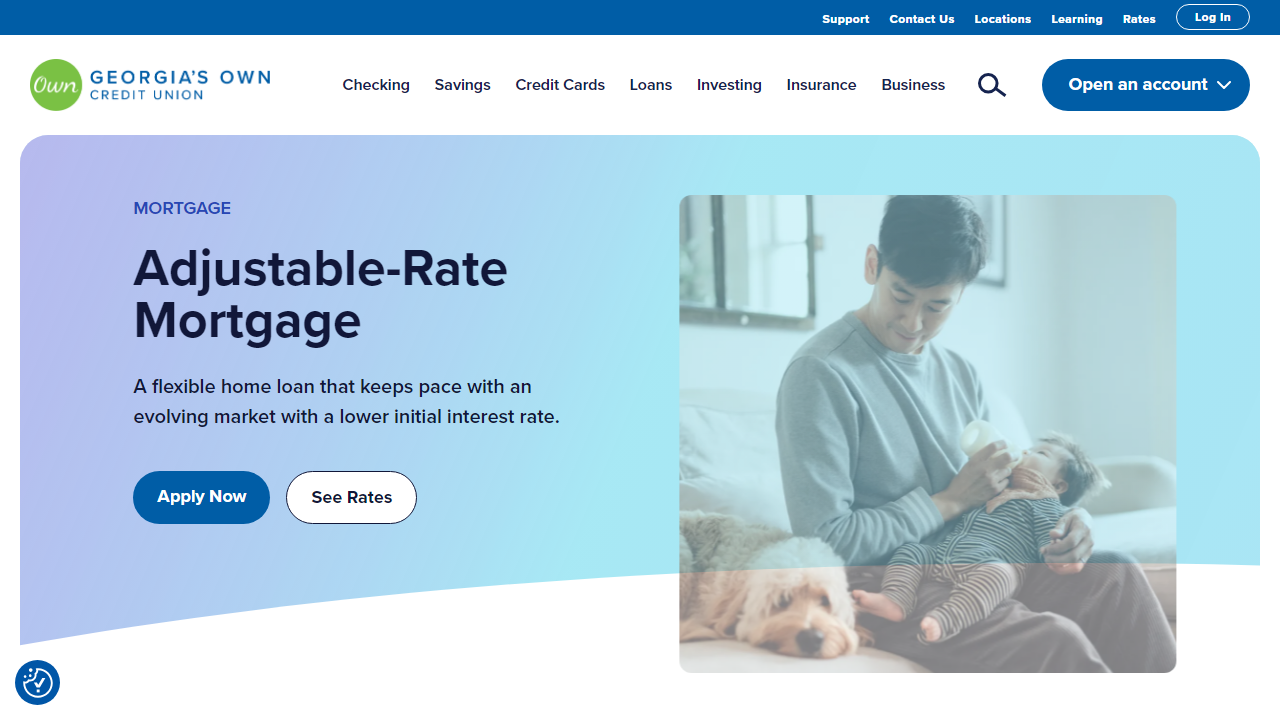 Support Contact Us Locations Learning Rates Log In
Own GEORGIA'S OWN
CREDIT UNION
Checking Savings Credit Cards Loans Investing Insurance Business
Open an account
MORTGAGE
Adjustable-Rate
Mortgage
A flexible home loan that keeps pace with an
evolving market with a lower initial interest rate.
Apply Now See Rates